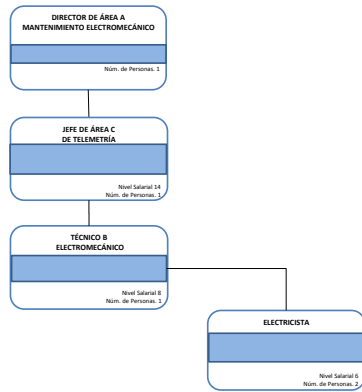 DIRECTOR DE ÁREA A
MANTENIMIENTO ELECTROMECÁNICO
Núm. de Personas. 1
JEFE DE ÁREA C
DE TELEMETRÍA
Nivel Salarial 14
Núm. de Personas. 1
TÉCNICO B
ELECTROMECÁNICO
Nivel Salarial 8
Núm. de Personas. 1
ELECTRICISTA
Nivel Salarial 6
Núm. de Personas. 2